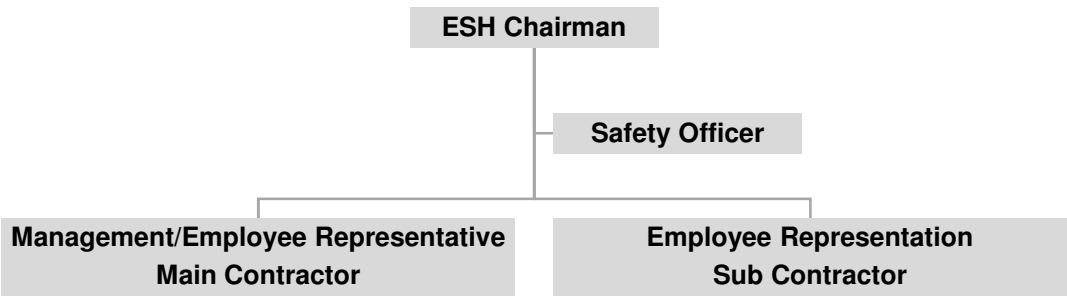 ESH Chairman
Safety Officer
Management/Employee Representative
Main Contractor
Employee Representation
Sub Contractor